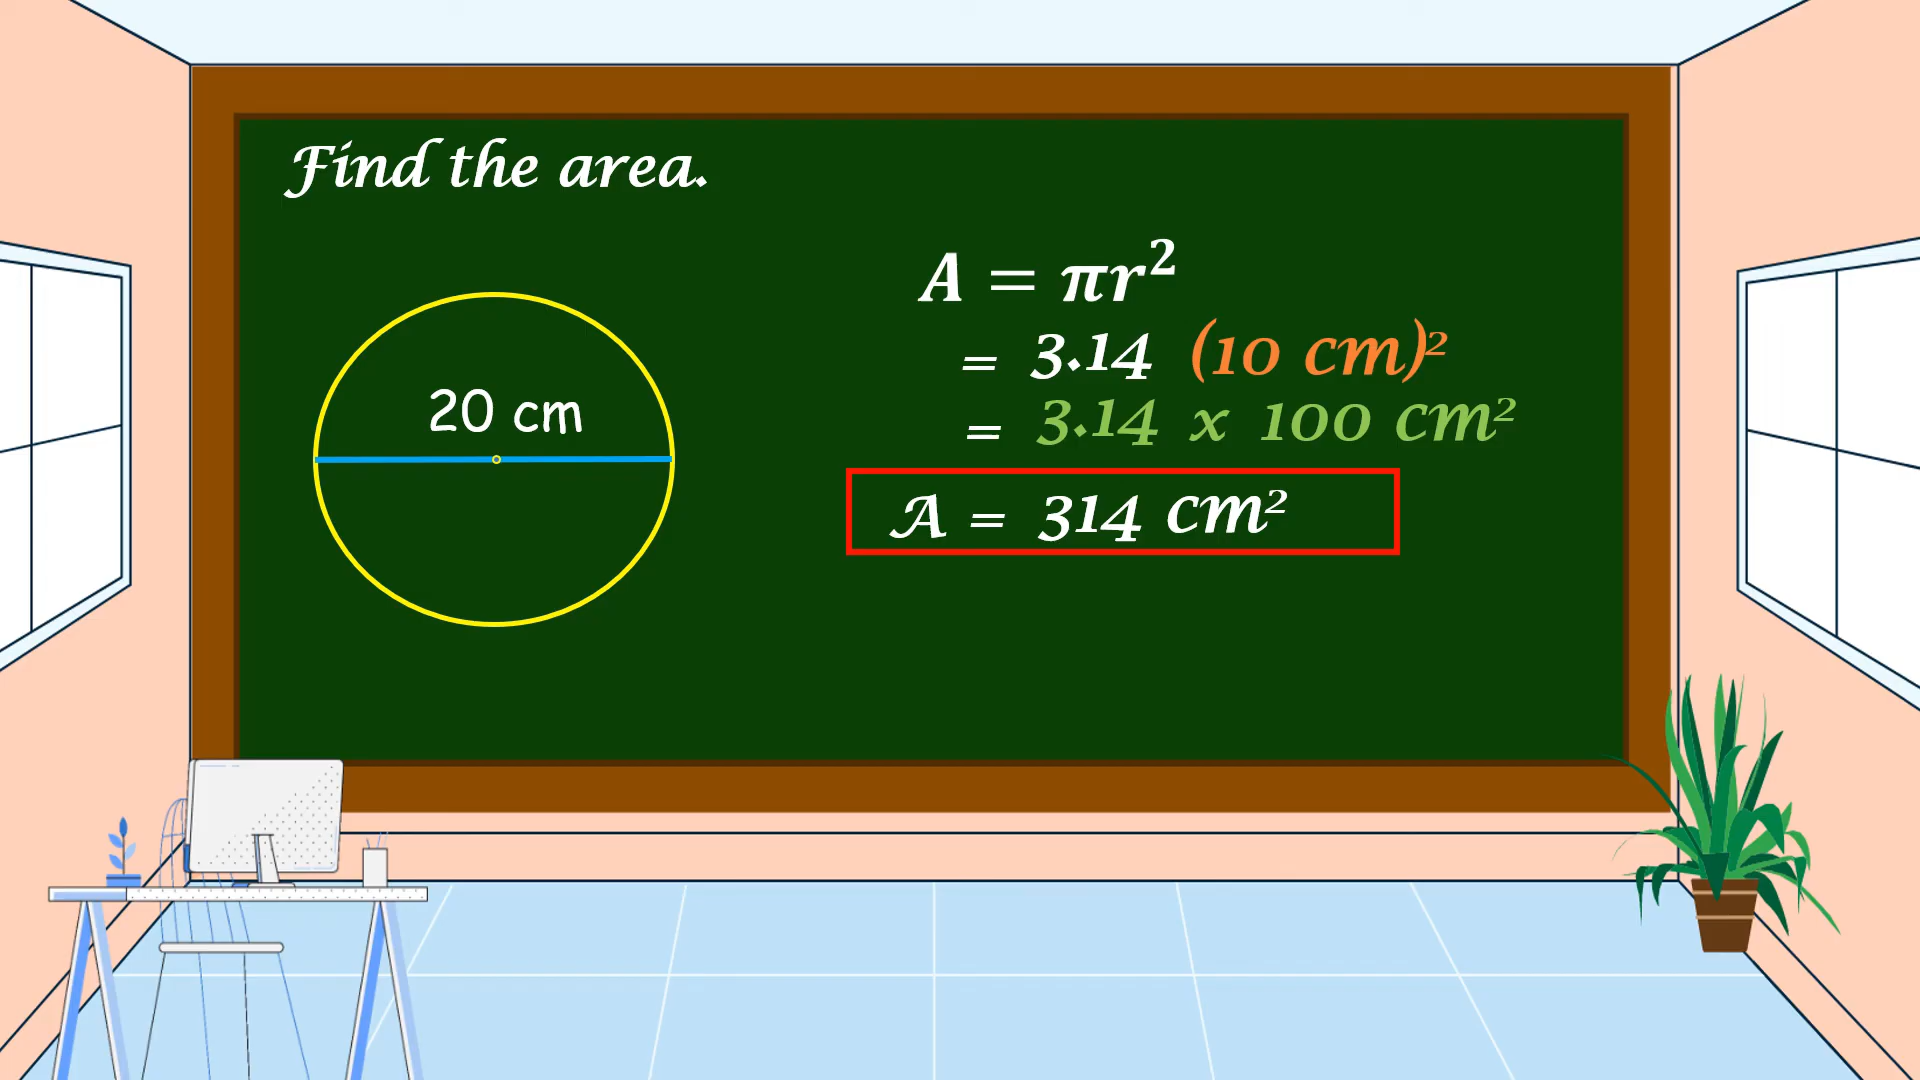 Find the area.
20 cm
A = πr²
= 3.14 (10 cm)²
= 3.14 x 100 cm²
A = 314 cm²